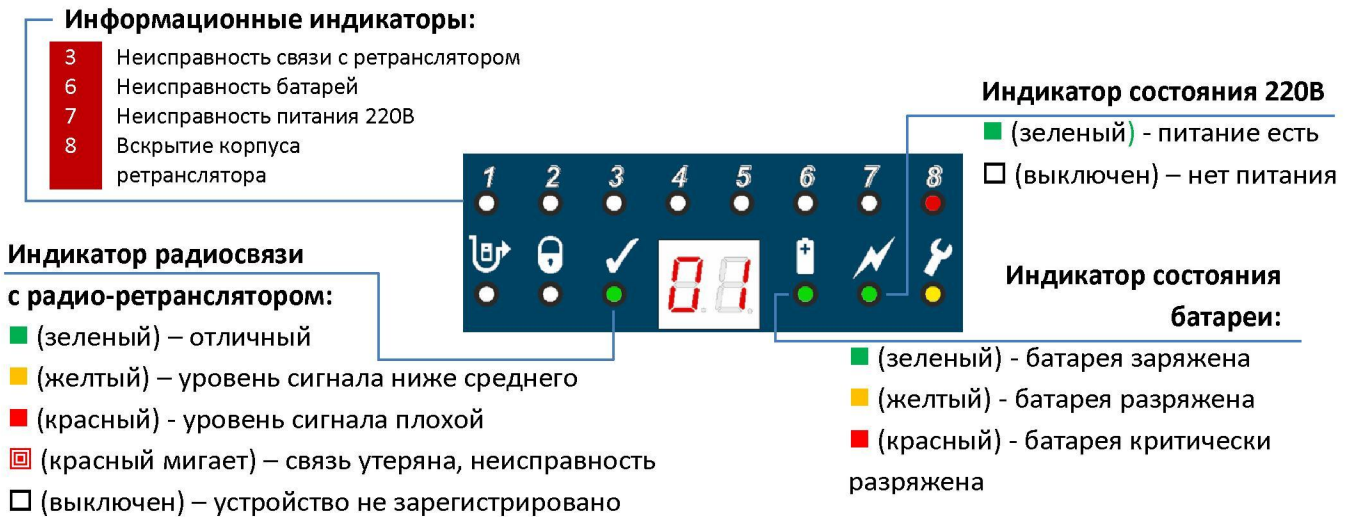 Информационные индикаторы:
3 Неисправность связи с ретранслятором
6 Неисправность батарей
7 Неисправность питания 220В
8 Вскрытие корпуса
ретранслятора
Индикатор состояния 220В
(зеленый) - питание есть
(выключен) – нет питания
1 2 3 4 5 6 7 8
01
Индикатор радиосвязи
с радио-ретранслятором:
(зеленый) – отличный
(желтый) – уровень сигнала ниже среднего
(красный) - уровень сигнала плохой
(красный мигает) – связь утеряна, неисправность
(выключен) – устройство не зарегистрировано
Индикатор состояния
батареи:
(зеленый) - батарея заряжена
(желтый) - батарея разряжена
(красный) - батарея критически
разряжена